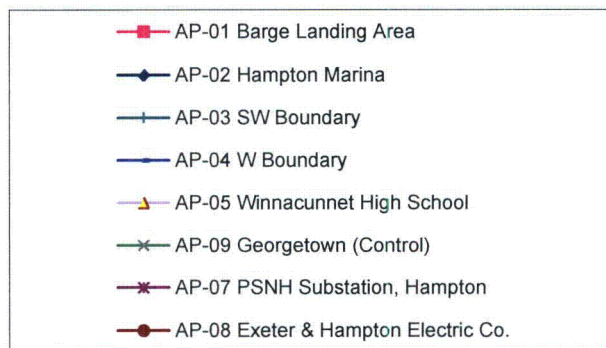 AP-01 Barge Landing Area
AP-02 Hampton Marina
AP-03 SW Boundary
AP-04 W Boundary
AP-05 Winnacunnet High School
AP-09 Georgetown (Control)
AP-07 PSNH Substation, Hampton
AP-08 Exeter & Hampton Electric Co.